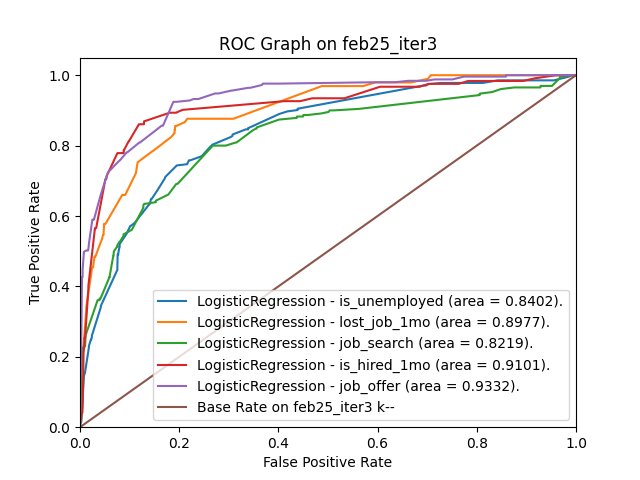 ROC Graph on feb25_iter3
1.0
0.8
0.6
0.4
0.2
0.0
True Positive Rate
LogisticRegression - is_unemployed (area = 0.8402).
LogisticRegression - lost_job_1mo (area = 0.8977).
LogisticRegression - job_search (area = 0.8219).
LogisticRegression - is_hired_1mo (area = 0.9101).
LogisticRegression - job_offer (area = 0.9332).
Base Rate on feb25_iter3 k--
0.0 0.2 0.4 0.6 0.8 1.0
False Positive Rate